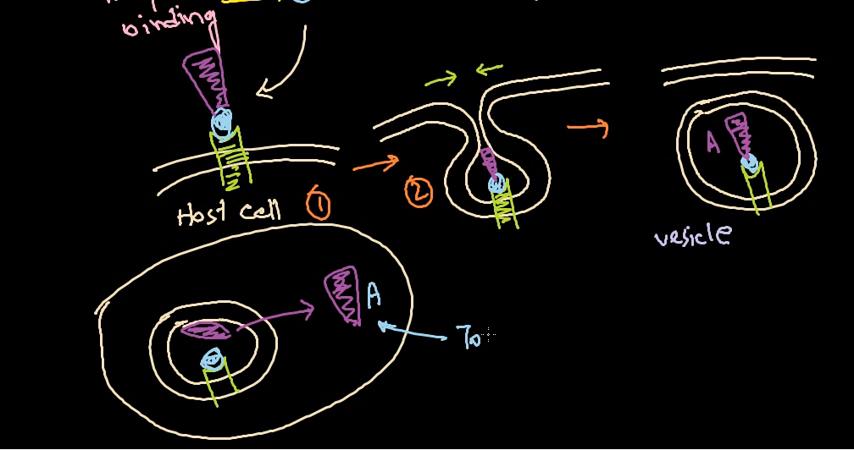 binding
Host cell ①
②
A
vesicle
A
To